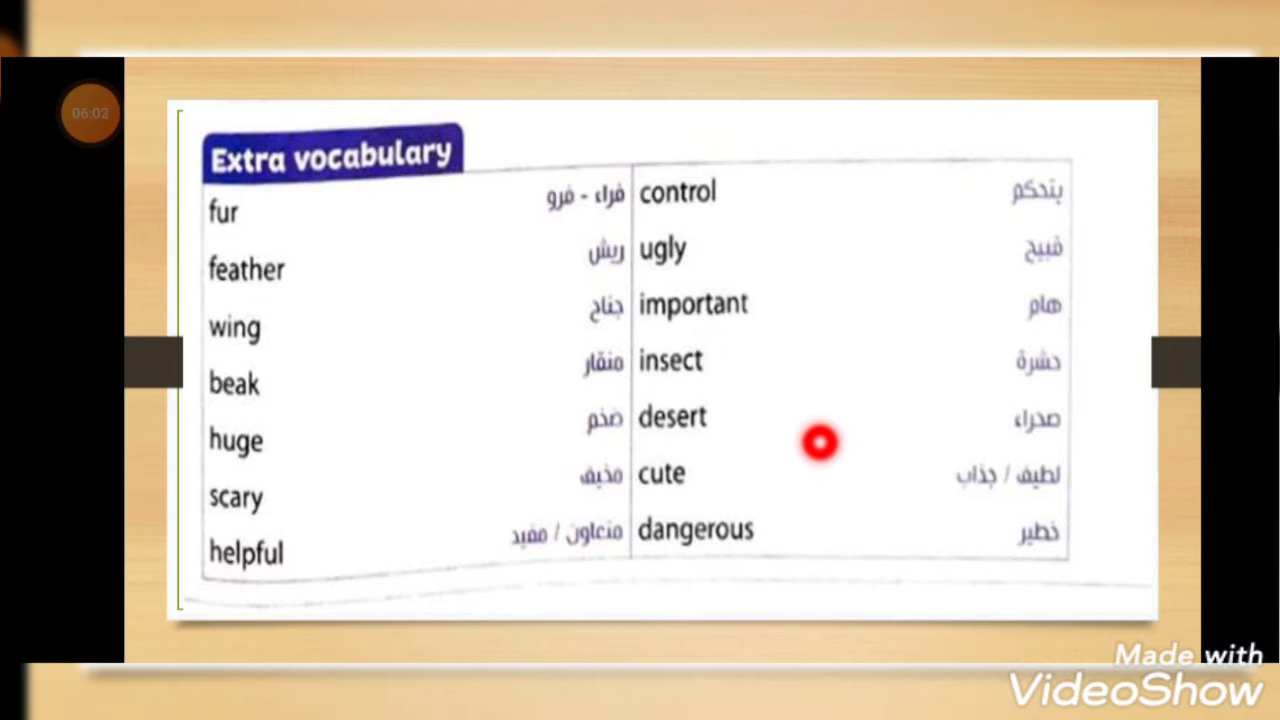 06:02
Extra vocabulary
fur فراء - فرو
feather ريش
wing جناح
beak منقار
huge ضخم
scary مخيف
helpful متعاون / مفيد
control يتحكم
ugly قبيح
important هام
insect حشرة
desert صحراء
cute لطيف / جذاب
dangerous خطير
Made with
VideoShow